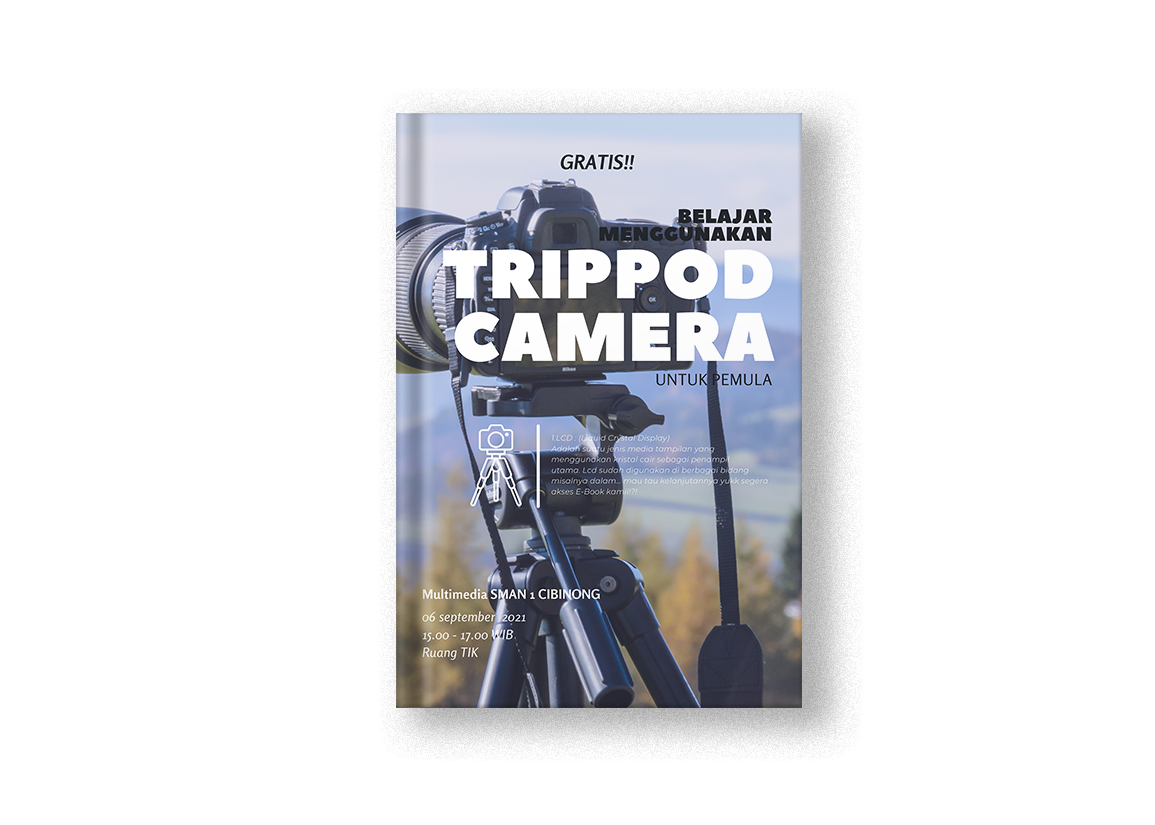 GRATIS!!
BELAJAR
MENGGUNAKAN
TRIPPOD
CAMERA
UNTUK PEMULA
1.LCD : (Liquid Crystal Display)
Adalah suatu jenis media tampilan yang
menggunakan kristal cair sebagai penampil
utama. Lcd sudah digunakan di berbagai bidang
misalnya dalam... mau tau kelanjutannya yukk segera
akses E-Book kami!!?!
Multimedia SMAN 1 CIBINONG
06 september 2021
15.00 - 17.00 WIB
Ruang TIK
Nikon
OK